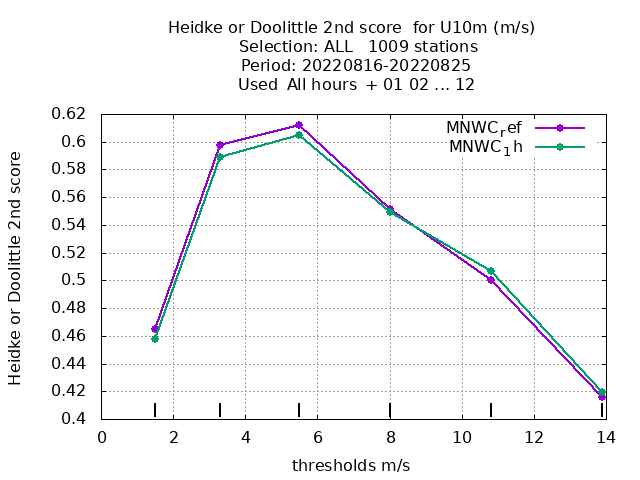 Heidke or Doolittle 2nd score  for U10m (m/s)
Selection: ALL   1009 stations
Period: 20220816-20220825
Used  All hours  + 01 02 ... 12
MNWC_ref
MNWC_1h
Heidke or Doolittle 2nd score
0.62
0.6
0.58
0.56
0.54
0.52
0.5
0.48
0.46
0.44
0.42
0.4
0 2 4 6 8 10 12 14
thresholds m/s